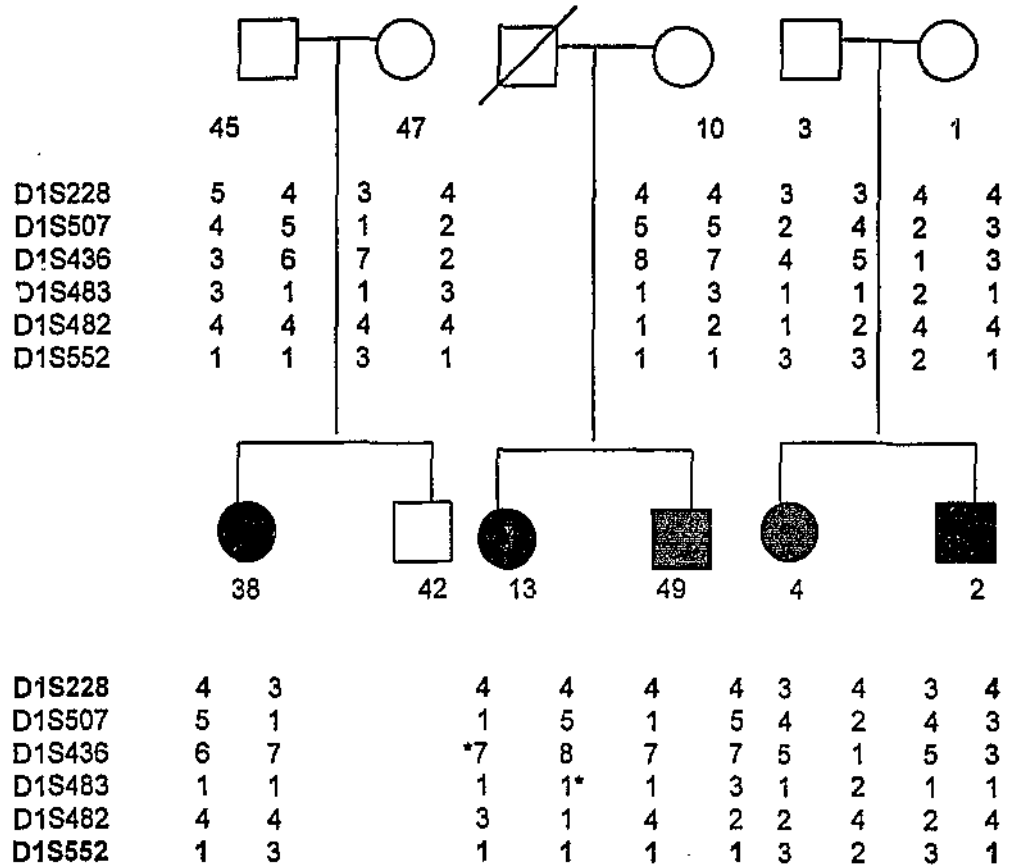 45 47 10 3 1
D1S228 5 4 3 4 4 4 3 3 4 4
D1S507 4 5 1 2 5 5 2 4 2 3
D1S436 3 6 7 2 8 7 4 5 1 3
D1S483 3 1 1 3 1 3 1 1 2 1
D1S482 4 4 4 4 1 2 1 2 4 4
D1S552 1 1 3 1 1 1 3 3 2 1
38 42 13 49 4 2
D1S228 4 3 4 4 4 4 3 4 3 4
D1S507 5 1 1 5 1 5 4 2 4 3
D1S436 6 7 *7 8 7 7 5 1 5 3
D1S483 1 1 1 1* 1 3 1 2 1 1
D1S482 4 4 3 1 4 2 2 4 2 4
D1S552 1 3 1 1 1 1 3 2 3 1